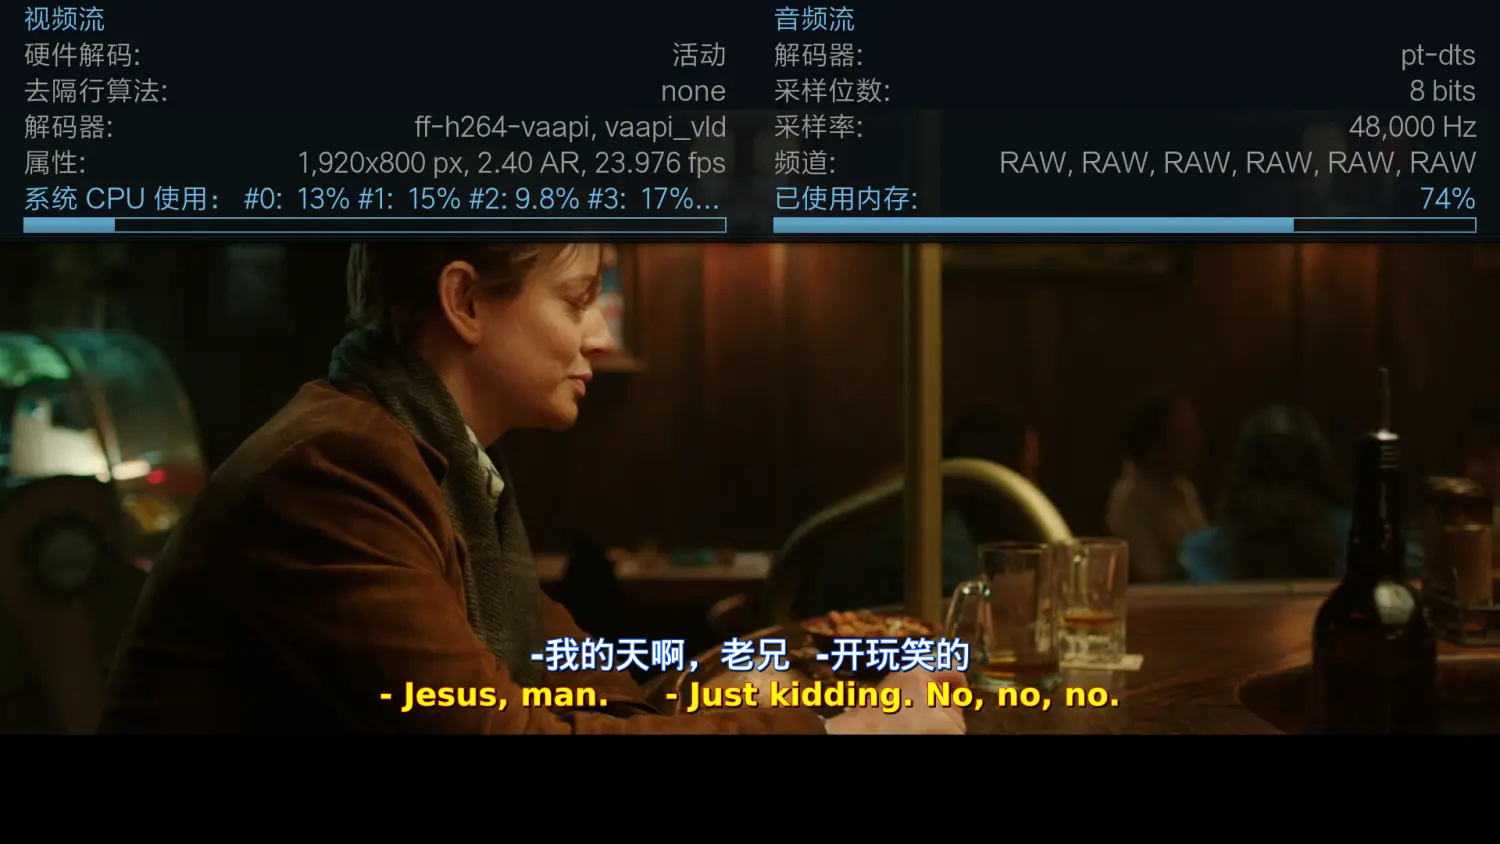 视频流
硬件解码: 活动
去隔行算法: none
解码器: ff-h264-vaapi, vaapi_vld
属性: 1,920x800 px, 2.40 AR, 23.976 fps
系统 CPU 使用: #0: 13% #1: 15% #2: 9.8% #3: 17%...
音频流
解码器: pt-dts
采样位数: 8 bits
采样率: 48,000 Hz
频道: RAW, RAW, RAW, RAW, RAW, RAW
已使用内存: 74%
-我的天啊，老兄 -开玩笑的
- Jesus, man. - Just kidding. No, no, no.